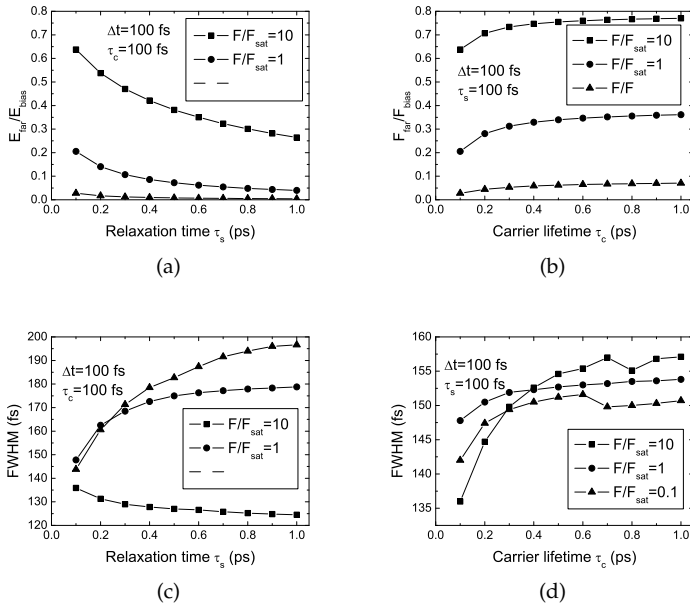 0.8
0.7
0.6
0.5
0.4
0.3
0.2
0.1
0.0
E_far/E_bias
Δt=100 fs
τ_c=100 fs
F/F_sat=10
F/F_sat=1
0.0 0.2 0.4 0.6 0.8 1.0
Relaxation time τ_s (ps)
(a)
0.8
0.7
0.6
0.5
0.4
0.3
0.2
0.1
0.0
F_far/F_bias
Δt=100 fs
τ_s=100 fs
F/F_sat=10
F/F_sat=1
F/F
0.0 0.2 0.4 0.6 0.8 1.0
Carrier lifetime τ_c (ps)
(b)
200
190
180
170
160
150
140
130
120
FWHM (fs)
Δt=100 fs
τ_c=100 fs
F/F_sat=10
F/F_sat=1
0.0 0.2 0.4 0.6 0.8 1.0
Relaxation time τ_s (ps)
(c)
160
155
150
145
140
135
FWHM (fs)
Δt=100 fs
τ_s=100 fs
F/F_sat=10
F/F_sat=1
F/F_sat=0.1
0.0 0.2 0.4 0.6 0.8 1.0
Carrier lifetime τ_c (ps)
(d)